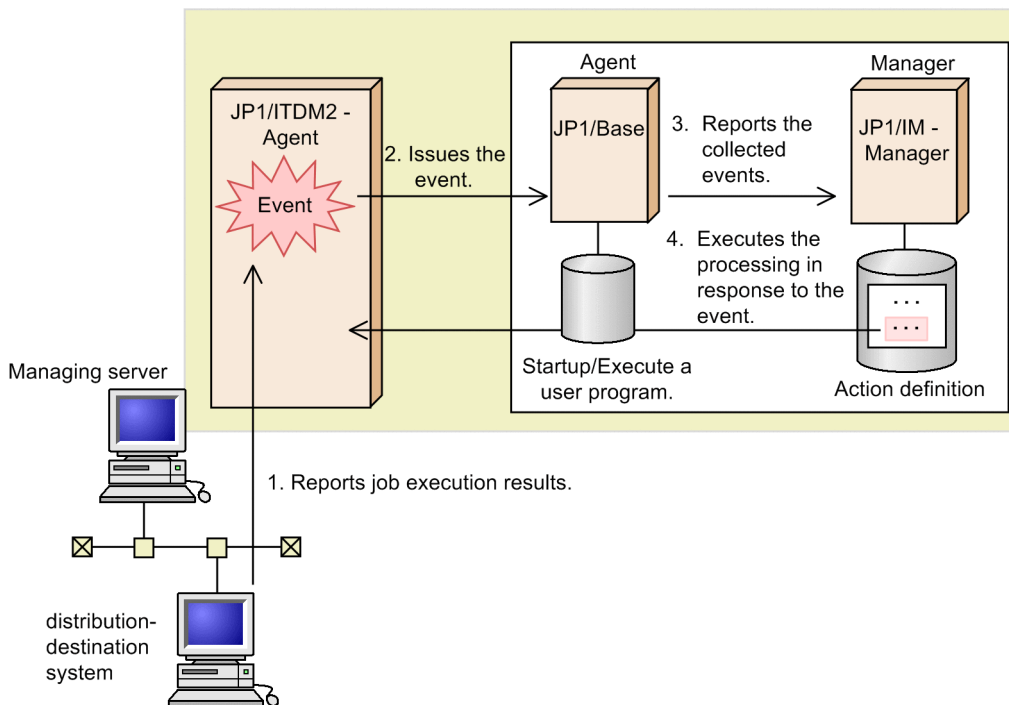 Agent
Manager
JP1/ITDM2 -
Agent
Event
2. Issues the
event.
JP1/Base
3. Reports the
collected
events.
JP1/IM -
Manager
4. Executes the
processing in
response to the
event.
. . .
. . .
Startup/Execute a
user program.
Action definition
Managing server
1. Reports job execution results.
distribution-
destination
system